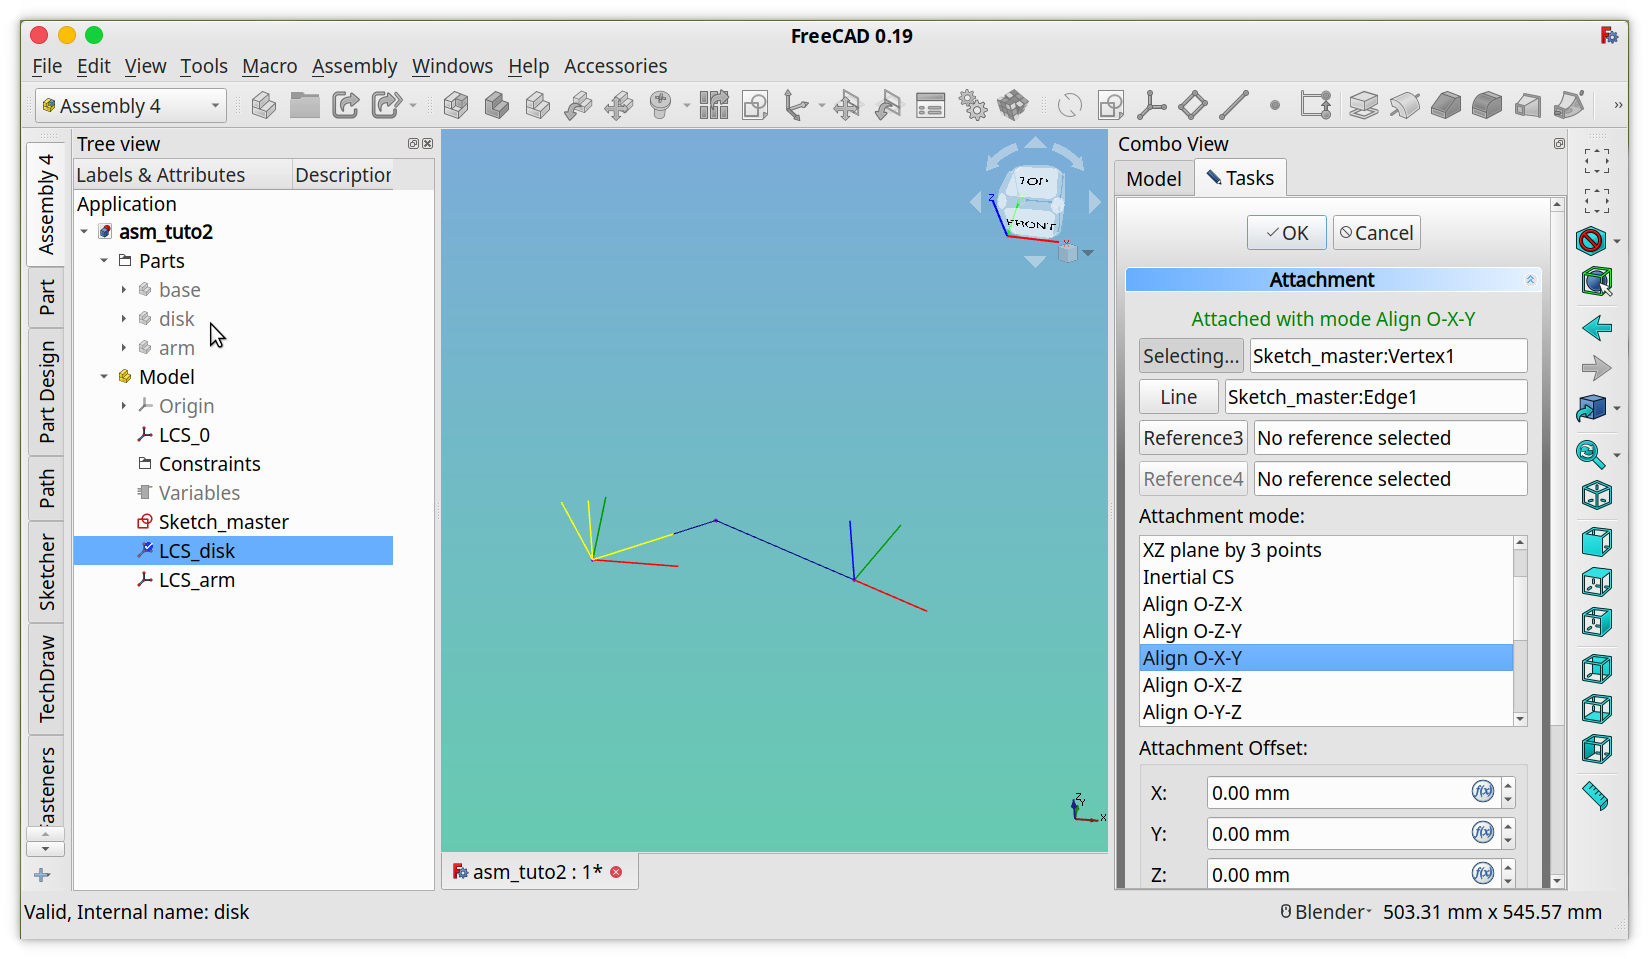 FreeCAD 0.19
File Edit View Tools Macro Assembly Windows Help Accessories
Assembly 4
»
Assembly 4
Part
Part Design
Path
Sketcher
TechDraw
Fasteners
Tree view
Labels & Attributes Description
Application
asm_tuto2
Parts
base
disk
arm
Model
Origin
LCS_0
Constraints
Variables
Sketch_master
LCS_disk
LCS_arm
TOP
FRONT
Z
X
Z
Y
X
asm_tuto2 : 1*
Combo View
Model Tasks
OK Cancel
Attachment
Attached with mode Align O-X-Y
Selecting... Sketch_master:Vertex1
Line Sketch_master:Edge1
Reference3 No reference selected
Reference4 No reference selected
Attachment mode:
XZ plane by 3 points
Inertial CS
Align O-Z-X
Align O-Z-Y
Align O-X-Y
Align O-X-Z
Align O-Y-Z
Attachment Offset:
X: 0.00 mm f(x)
Y: 0.00 mm f(x)
Z: 0.00 mm f(x)
Valid, Internal name: disk
Blender 503.31 mm x 545.57 mm